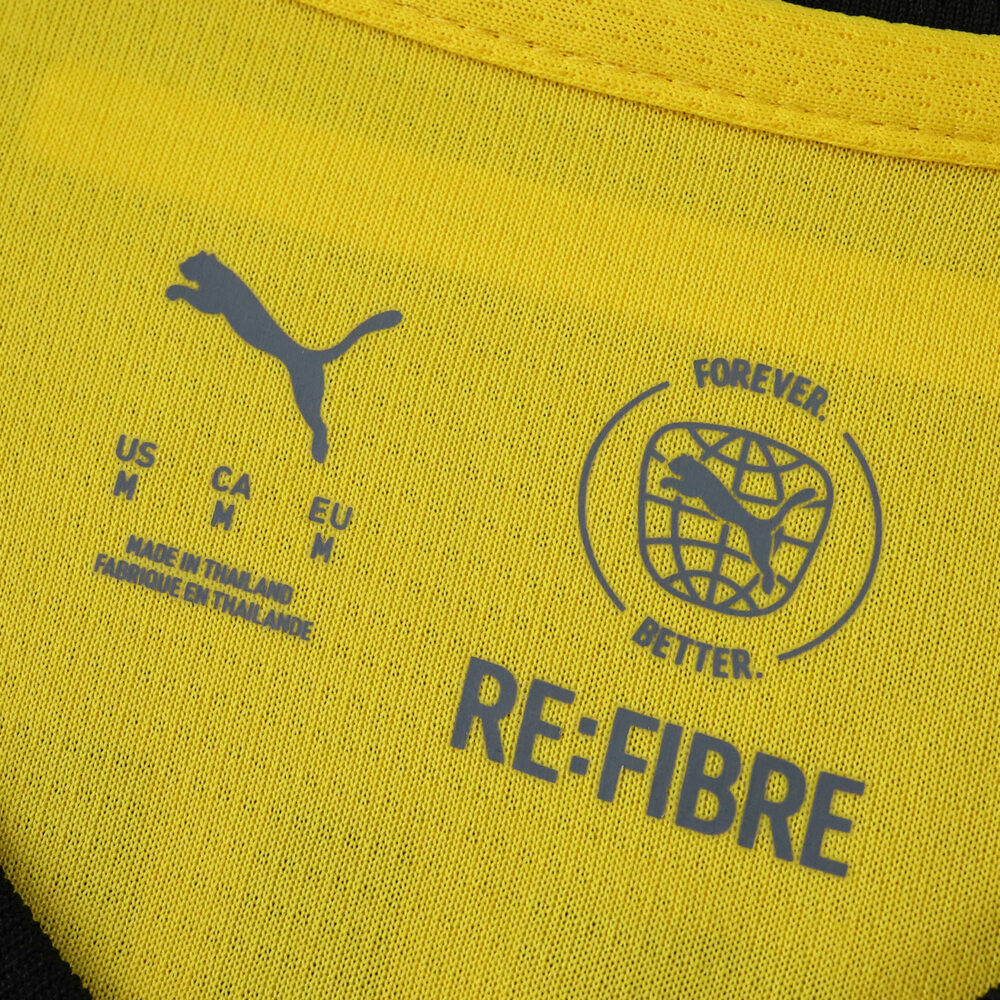 US CA EU
M M M
MADE IN THAILAND
FABRIQUE EN THAILANDE
FOREVER.
BETTER.
RE:FIBRE